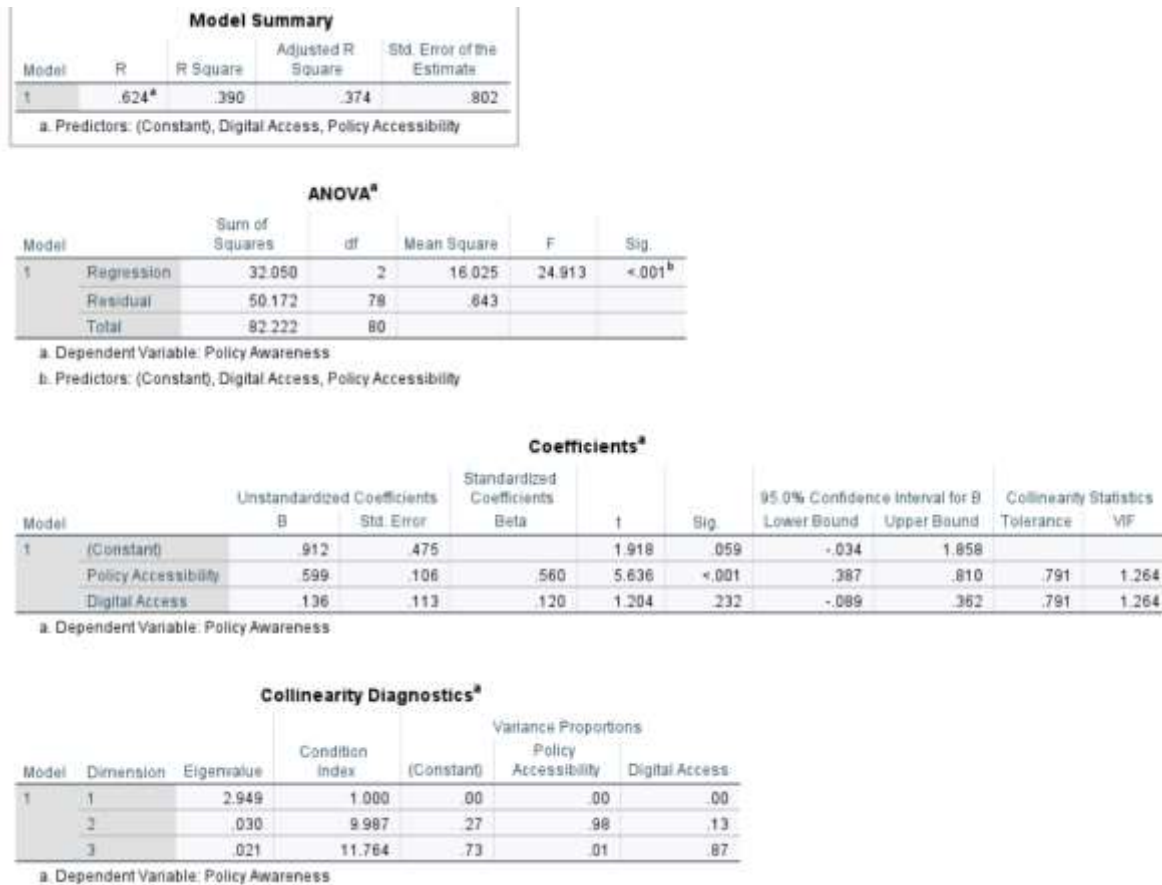 Model Summary
Model R R Square Adjusted R Square Std. Error of the Estimate
1 .624a .390 .374 .802
a. Predictors: (Constant), Digital Access, Policy Accessibility
ANOVAa
Model Sum of Squares df Mean Square F Sig.
1 Regression 32.050 2 16.025 24.913 <.001b
Residual 50.172 78 .643
Total 82.222 80
a. Dependent Variable: Policy Awareness
b. Predictors: (Constant), Digital Access, Policy Accessibility
Coefficientsa
Unstandardized Coefficients Standardized Coefficients 95.0% Confidence Interval for B Collinearity Statistics
Model B Std. Error Beta t Sig. Lower Bound Upper Bound Tolerance VIF
1 (Constant) .912 .475 1.918 .059 -.034 1.858
Policy Accessibility .599 .106 .560 5.636 <.001 .387 .810 .791 1.264
Digital Access .136 .113 .120 1.204 .232 -.089 .362 .791 1.264
a. Dependent Variable: Policy Awareness
Collinearity Diagnosticsa
Variance Proportions
Model Dimension Eigenvalue Condition Index (Constant) Policy Accessibility Digital Access
1 1 2.949 1.000 .00 .00 .00
2 .030 9.987 .27 .98 .13
3 .021 11.764 .73 .01 .87
a. Dependent Variable: Policy Awareness